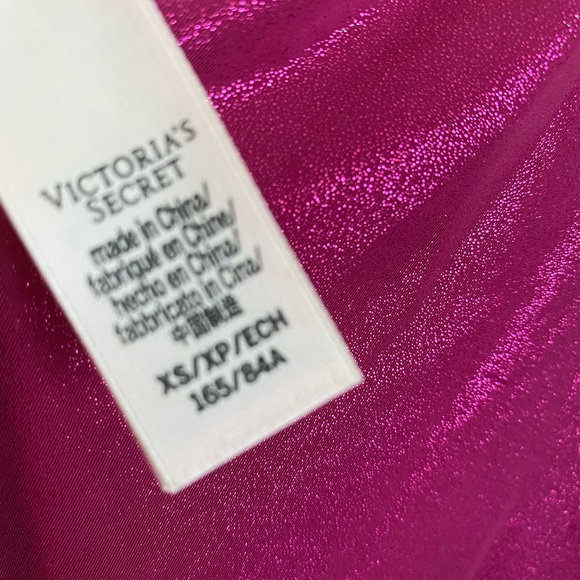 VICTORIA'S
SECRET
made in China/
fabriqué en Chine/
hecho en China/
fabbricato in Cina/
中国制造
XS/XP/ECH
165/84A